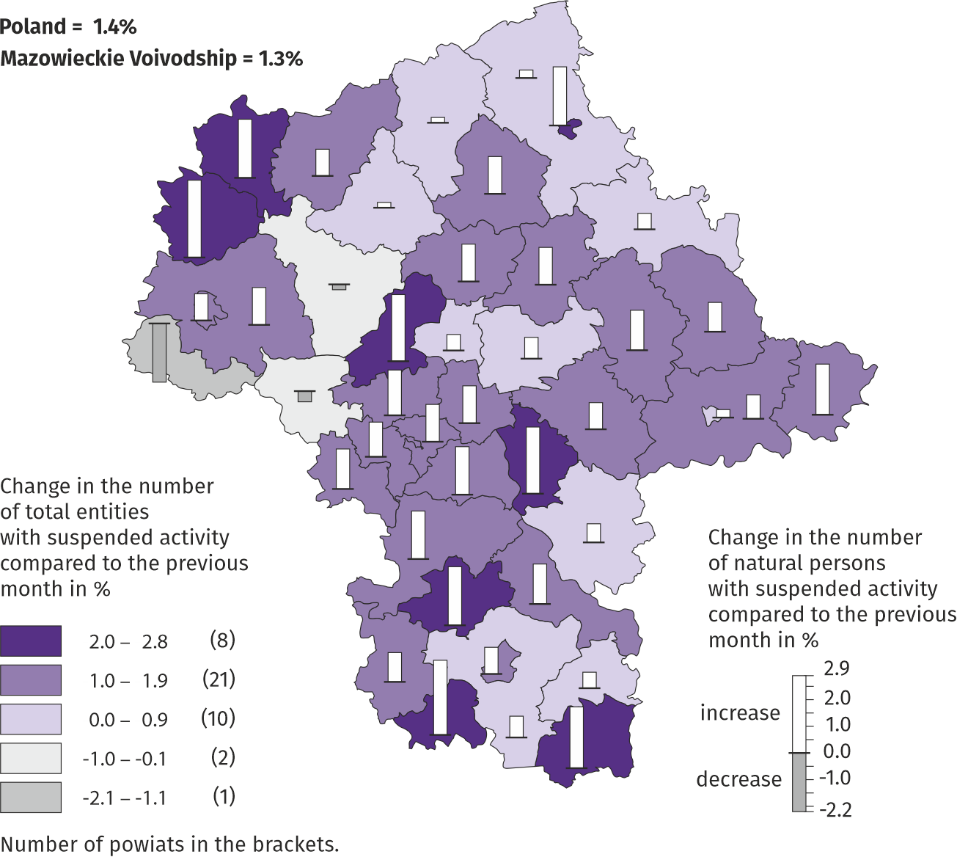 Poland =  1.4%
Mazowieckie Voivodship = 1.3%
Change in the number
of total entities
with suspended activity
compared to the previous
month in %
2.0 – 2.8 (8)
1.0 – 1.9 (21)
0.0 – 0.9 (10)
-1.0 – -0.1 (2)
-2.1 – -1.1 (1)
Number of powiats in the brackets.
Change in the number
of natural persons
with suspended activity
compared to the previous
month in %
2.9
2.0
increase
1.0
0.0
decrease
-1.0
-2.2